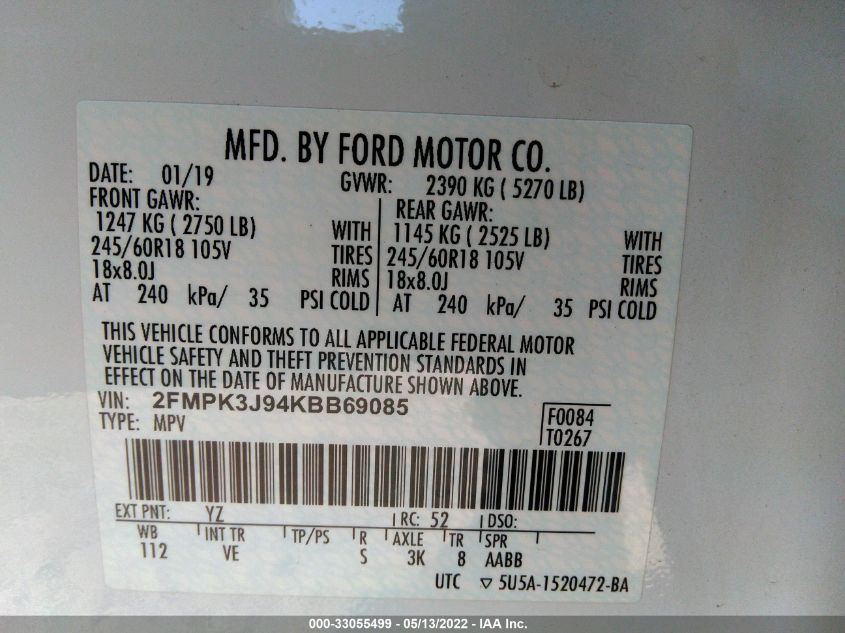 MFD. BY FORD MOTOR CO.
DATE: 01/19 GVWR: 2390 KG ( 5270 LB)
FRONT GAWR: REAR GAWR:
1247 KG ( 2750 LB) WITH 1145 KG ( 2525 LB) WITH
245/60R18 105V TIRES 245/60R18 105V TIRES
18x8.0J RIMS 18x8.0J RIMS
AT 240 kPa/ 35 PSI COLD AT 240 kPa/ 35 PSI COLD
THIS VEHICLE CONFORMS TO ALL APPLICABLE FEDERAL MOTOR
VEHICLE SAFETY AND THEFT PREVENTION STANDARDS IN
EFFECT ON THE DATE OF MANUFACTURE SHOWN ABOVE.
VIN: 2FMPK3J94KBB69085 F0084
TYPE: MPV T0267
EXT PNT: YZ RC: 52 DSO:
WB INT TR TP/PS R AXLE TR SPR
112 VE S 3K 8 AABB
UTC ▽ 5U5A-1520472-BA
000-33055499 - 05/13/2022 - IAA Inc.